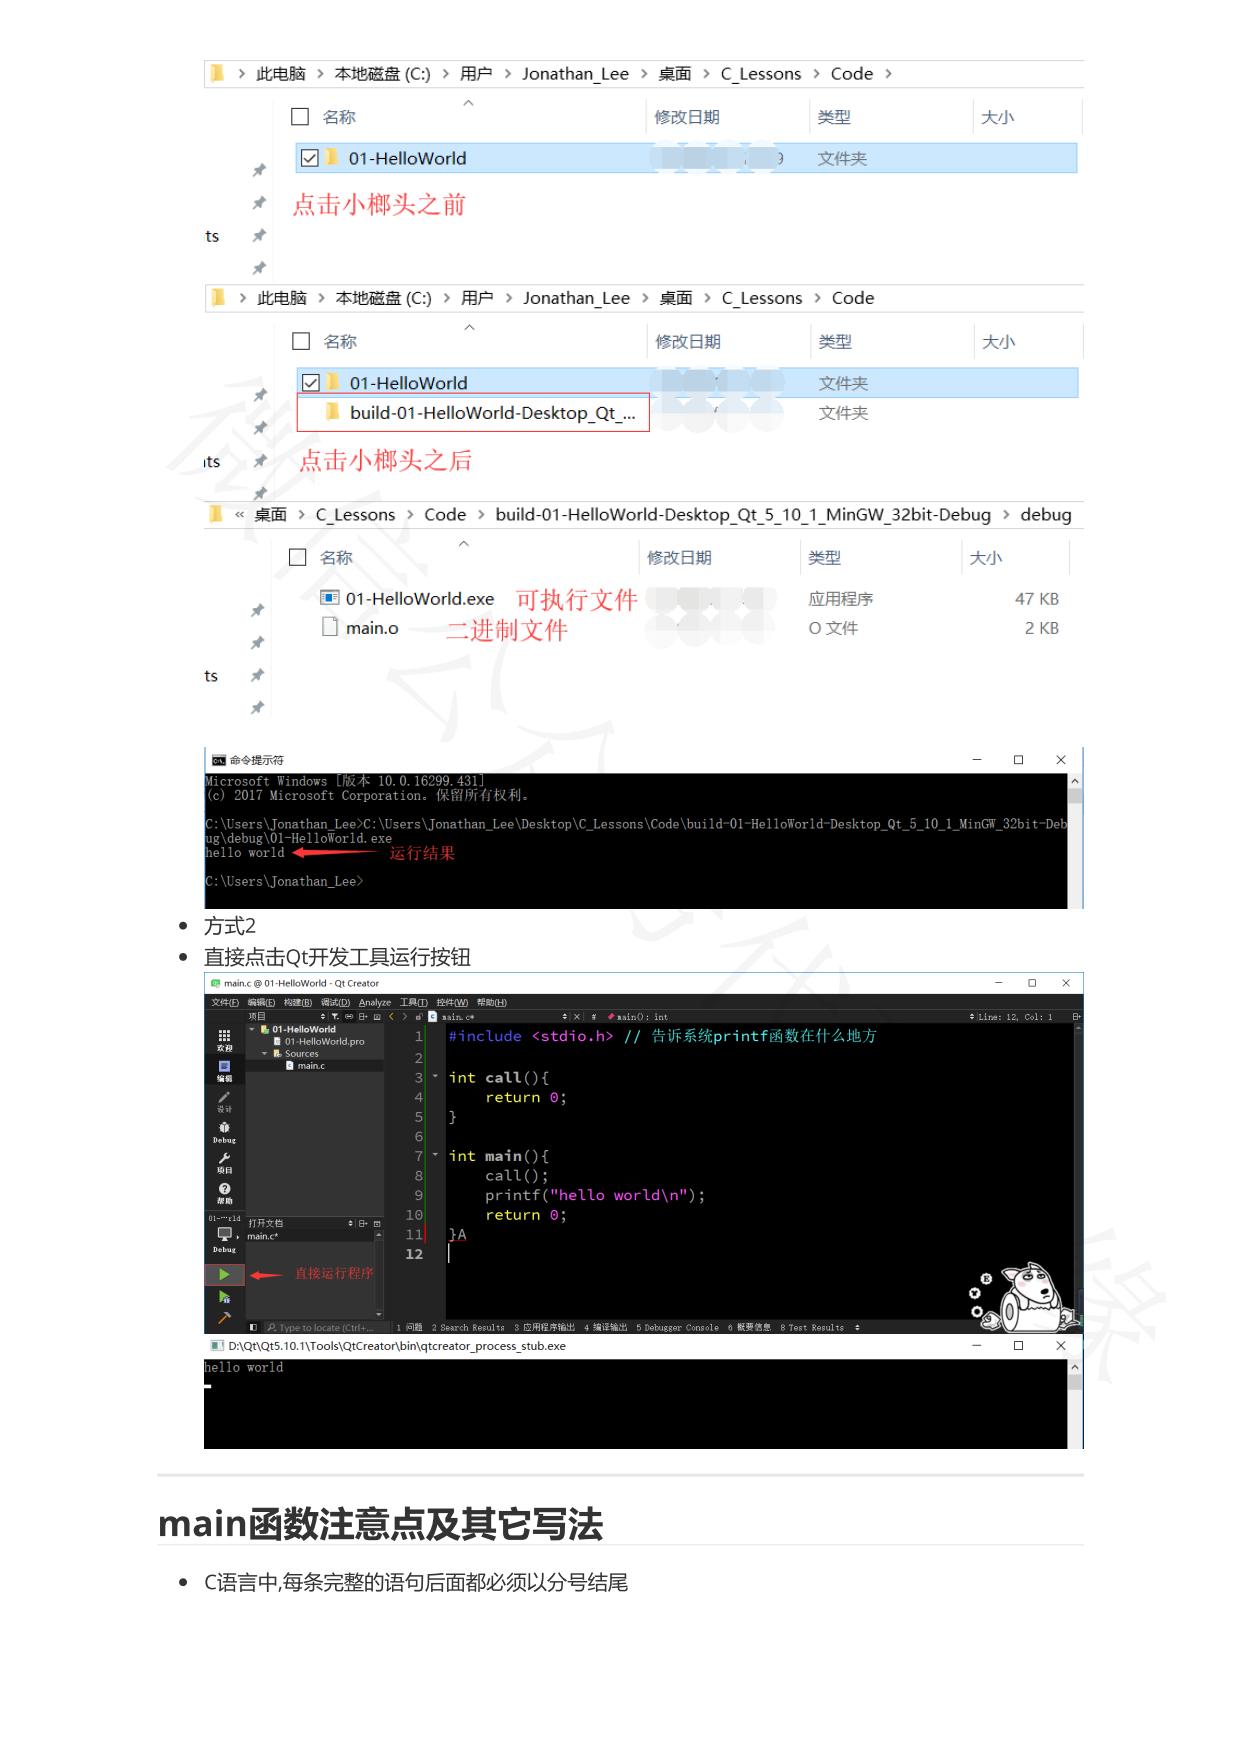 此电脑 > 本地磁盘 (C:) > 用户 > Jonathan_Lee > 桌面 > C_Lessons > Code >
名称 修改日期 类型 大小
01-HelloWorld 文件夹
点击小榔头之前
ts
此电脑 > 本地磁盘 (C:) > 用户 > Jonathan_Lee > 桌面 > C_Lessons > Code
名称 修改日期 类型 大小
01-HelloWorld 文件夹
build-01-HelloWorld-Desktop_Qt_... 文件夹
点击小榔头之后
ts
« 桌面 > C_Lessons > Code > build-01-HelloWorld-Desktop_Qt_5_10_1_MinGW_32bit-Debug > debug
名称 修改日期 类型 大小
01-HelloWorld.exe 可执行文件 应用程序 47 KB
main.o 二进制文件 O 文件 2 KB
ts
命令提示符
Microsoft Windows [版本 10.0.16299.431]
(c) 2017 Microsoft Corporation。保留所有权利。
C:\Users\Jonathan_Lee>C:\Users\Jonathan_Lee\Desktop\C_Lessons\Code\build-01-HelloWorld-Desktop_Qt_5_10_1_MinGW_32bit-Deb
ug\debug\01-HelloWorld.exe
hello world 运行结果
C:\Users\Jonathan_Lee>
• 方式2
• 直接点击Qt开发工具运行按钮
main.c @ 01-HelloWorld - Qt Creator
文件(F) 编辑(E) 构建(B) 调试(D) Analyze 工具(T) 控件(W) 帮助(H)
项目 main.c* # main(): int Line: 12, Col: 1
欢迎
编辑
设计
Debug
项目
帮助
01-HelloWorld
01-HelloWorld.pro
Sources
main.c
1 #include <stdio.h> // 告诉系统printf函数在什么地方
2
3 int call(){
4 return 0;
5 }
6
7 int main(){
8 call();
9 printf("hello world\n");
10 return 0;
11 }A
12
01-···rld
Debug
打开文档
main.c*
直接运行程序
Type to locate (Ctrl+... 1 问题 2 Search Results 3 应用程序输出 4 编译输出 5 Debugger Console 6 概要信息 8 Test Results
D:\Qt\Qt5.10.1\Tools\QtCreator\bin\qtcreator_process_stub.exe
hello world
main函数注意点及其它写法
• C语言中,每条完整的语句后面都必须以分号结尾